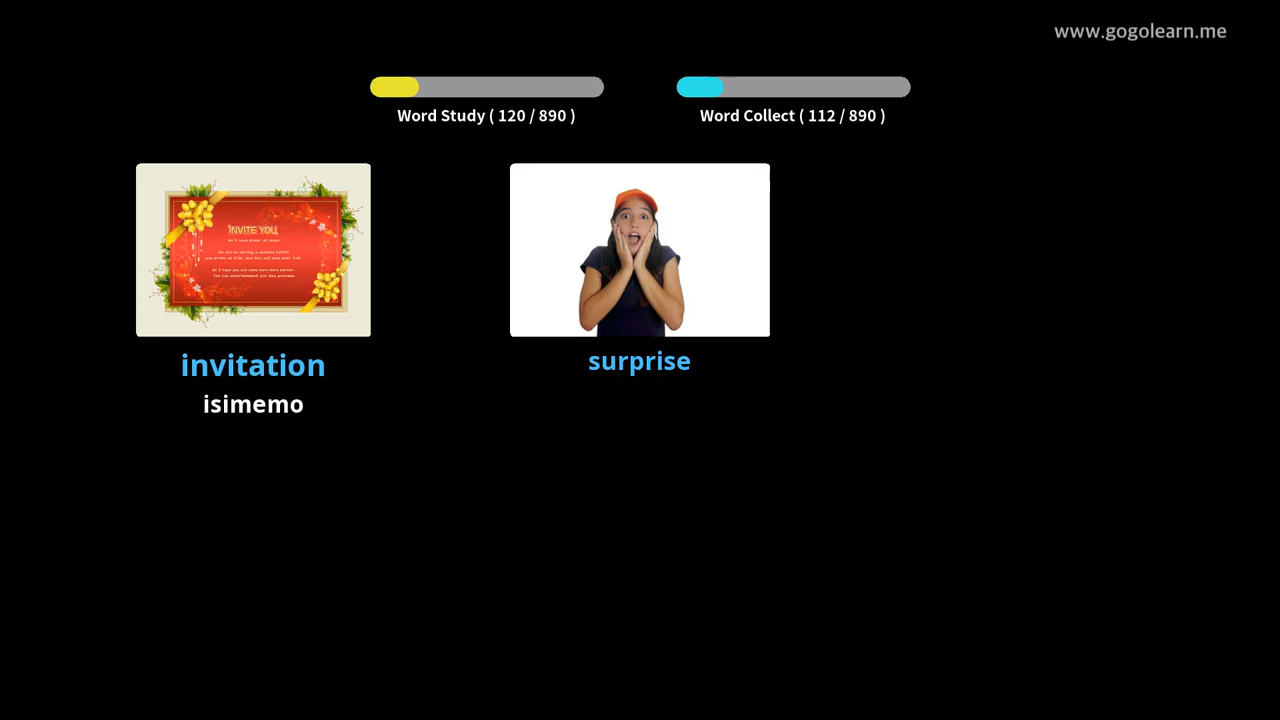 www.gogolearn.me
Word Study ( 120 / 890 )
Word Collect ( 112 / 890 )
INVITE YOU
invitation
isimemo
surprise